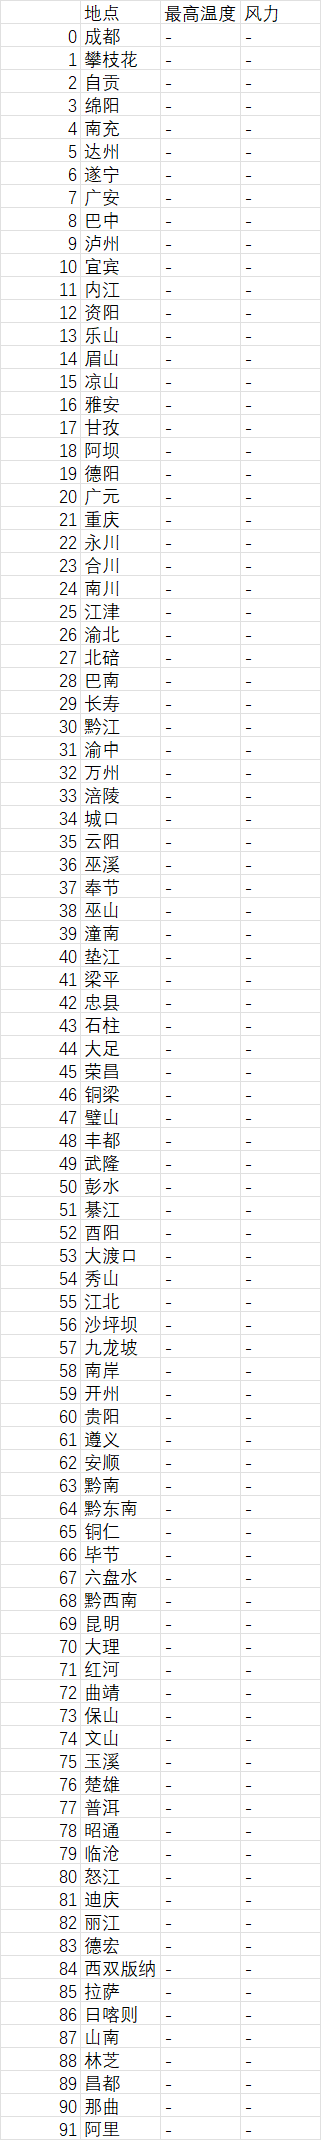 地点 最高温度 风力
0 成都 - -
1 攀枝花 - -
2 自贡 - -
3 绵阳 - -
4 南充 - -
5 达州 - -
6 遂宁 - -
7 广安 - -
8 巴中 - -
9 泸州 - -
10 宜宾 - -
11 内江 - -
12 资阳 - -
13 乐山 - -
14 眉山 - -
15 凉山 - -
16 雅安 - -
17 甘孜 - -
18 阿坝 - -
19 德阳 - -
20 广元 - -
21 重庆 - -
22 永川 - -
23 合川 - -
24 南川 - -
25 江津 - -
26 渝北 - -
27 北碚 - -
28 巴南 - -
29 长寿 - -
30 黔江 - -
31 渝中 - -
32 万州 - -
33 涪陵 - -
34 城口 - -
35 云阳 - -
36 巫溪 - -
37 奉节 - -
38 巫山 - -
39 潼南 - -
40 垫江 - -
41 梁平 - -
42 忠县 - -
43 石柱 - -
44 大足 - -
45 荣昌 - -
46 铜梁 - -
47 璧山 - -
48 丰都 - -
49 武隆 - -
50 彭水 - -
51 綦江 - -
52 酉阳 - -
53 大渡口 - -
54 秀山 - -
55 江北 - -
56 沙坪坝 - -
57 九龙坡 - -
58 南岸 - -
59 开州 - -
60 贵阳 - -
61 遵义 - -
62 安顺 - -
63 黔南 - -
64 黔东南 - -
65 铜仁 - -
66 毕节 - -
67 六盘水 - -
68 黔西南 - -
69 昆明 - -
70 大理 - -
71 红河 - -
72 曲靖 - -
73 保山 - -
74 文山 - -
75 玉溪 - -
76 楚雄 - -
77 普洱 - -
78 昭通 - -
79 临沧 - -
80 怒江 - -
81 迪庆 - -
82 丽江 - -
83 德宏 - -
84 西双版纳 - -
85 拉萨 - -
86 日喀则 - -
87 山南 - -
88 林芝 - -
89 昌都 - -
90 那曲 - -
91 阿里 - -